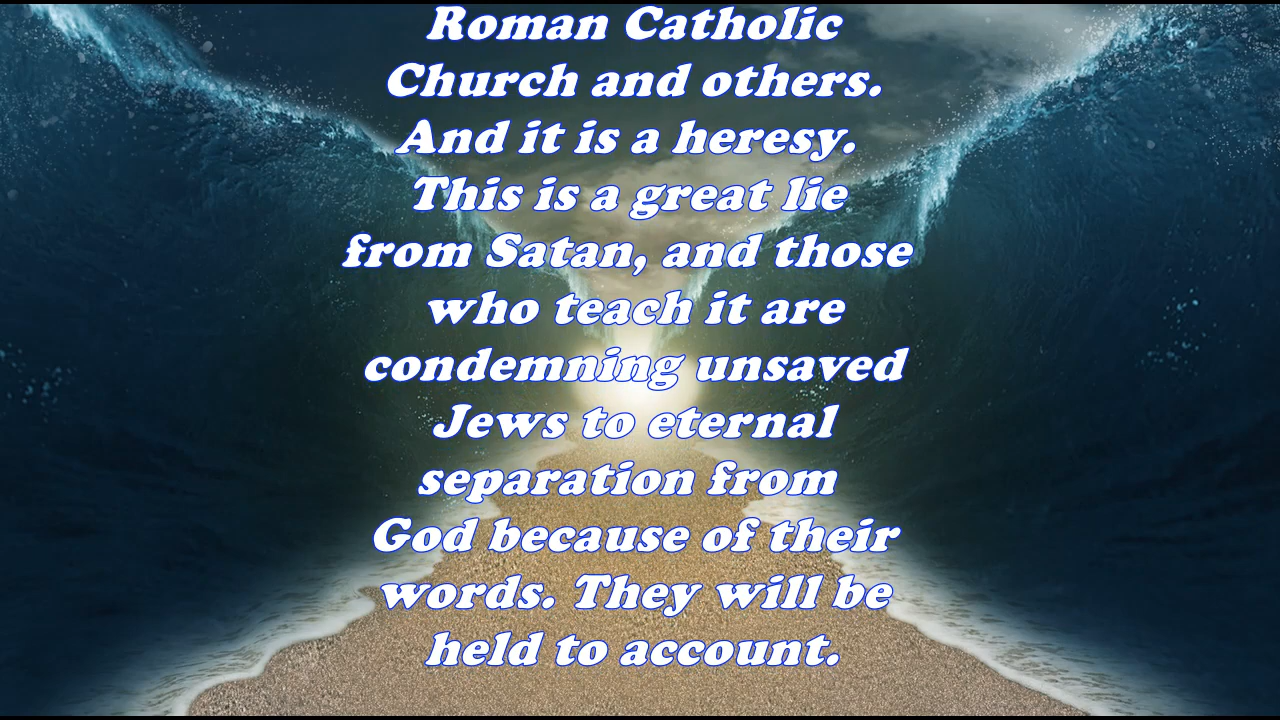 Roman Catholic
Church and others.
And it is a heresy.
This is a great lie
from Satan, and those
who teach it are
condemning unsaved
Jews to eternal
separation from
God because of their
words. They will be
held to account.